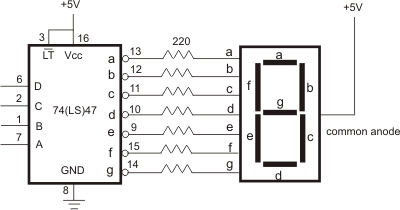 +5V
+5V
3 16
LT Vcc
220
a 13 a
b 12 b
c 11 c
d 10 d
e 9 e
f 15 f
g 14 g
6 D
2 C
1 B
7 A
74(LS)47
GND
8
a
f b
g
e c
d
common anode